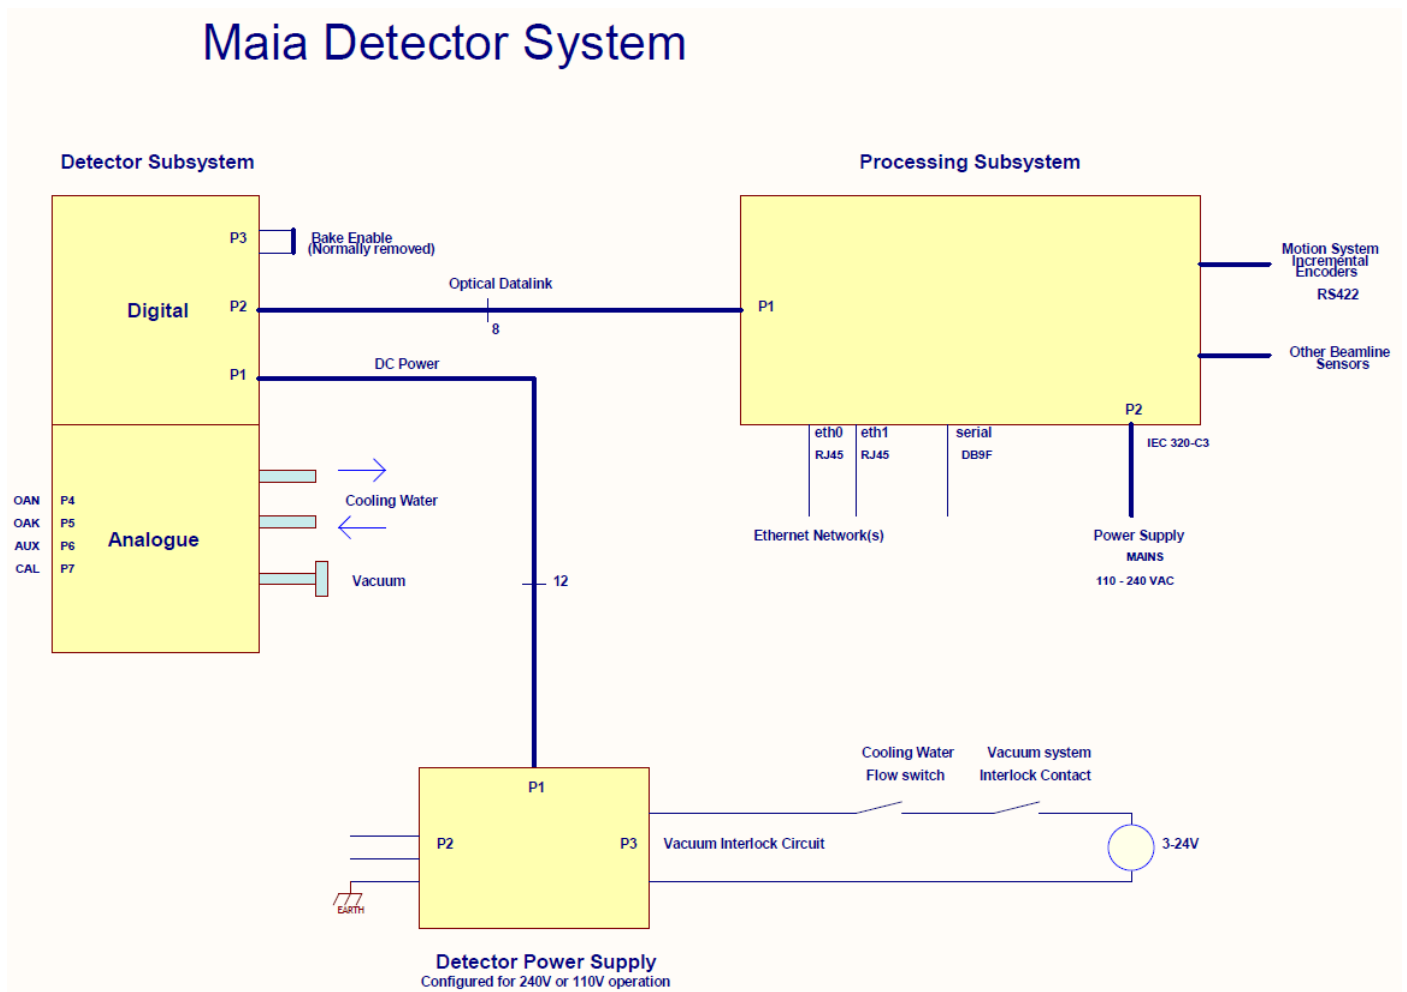 Maia Detector System
Detector Subsystem
Processing Subsystem
P3
Bake Enable
(Normally removed)
Motion System
Incremental
Encoders
RS422
Optical Datalink
Digital
P2
P1
8
DC Power
P1
Other Beamline
Sensors
P2
IEC 320-C3
eth0
eth1
serial
RJ45
RJ45
DB9F
OAN
P4
OAK
P5
AUX
P6
CAL
P7
Analogue
Cooling Water
Vacuum
12
Ethernet Network(s)
Power Supply
MAINS
110 - 240 VAC
Cooling Water
Flow switch
Vacuum system
Interlock Contact
P1
P2
P3
Vacuum Interlock Circuit
3-24V
EARTH
Detector Power Supply
Configured for 240V or 110V operation